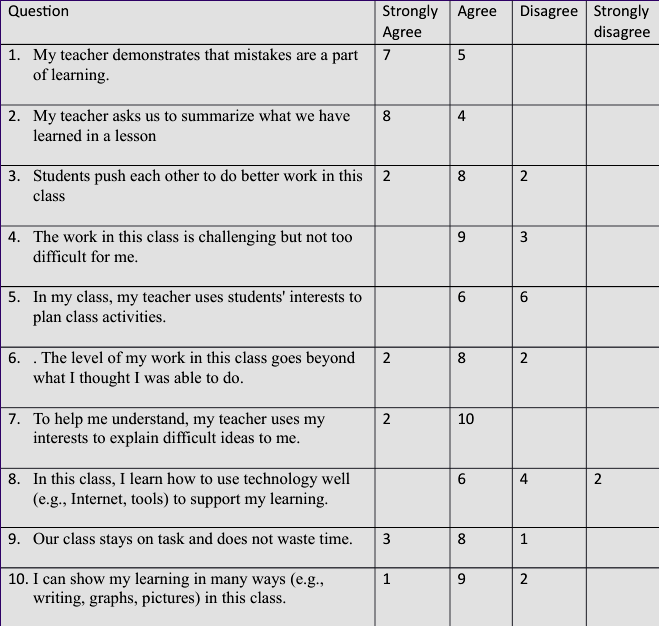 Question Strongly Agree Agree Disagree Strongly disagree
1. My teacher demonstrates that mistakes are a part 7 5
of learning.
2. My teacher asks us to summarize what we have 8 4
learned in a lesson
3. Students push each other to do better work in this 2 8 2
class
4. The work in this class is challenging but not too 9 3
difficult for me.
5. In my class, my teacher uses students' interests to 6 6
plan class activities.
6. . The level of my work in this class goes beyond 2 8 2
what I thought I was able to do.
7. To help me understand, my teacher uses my 2 10
interests to explain difficult ideas to me.
8. In this class, I learn how to use technology well 6 4 2
(e.g., Internet, tools) to support my learning.
9. Our class stays on task and does not waste time. 3 8 1
10. I can show my learning in many ways (e.g., 1 9 2
writing, graphs, pictures) in this class.